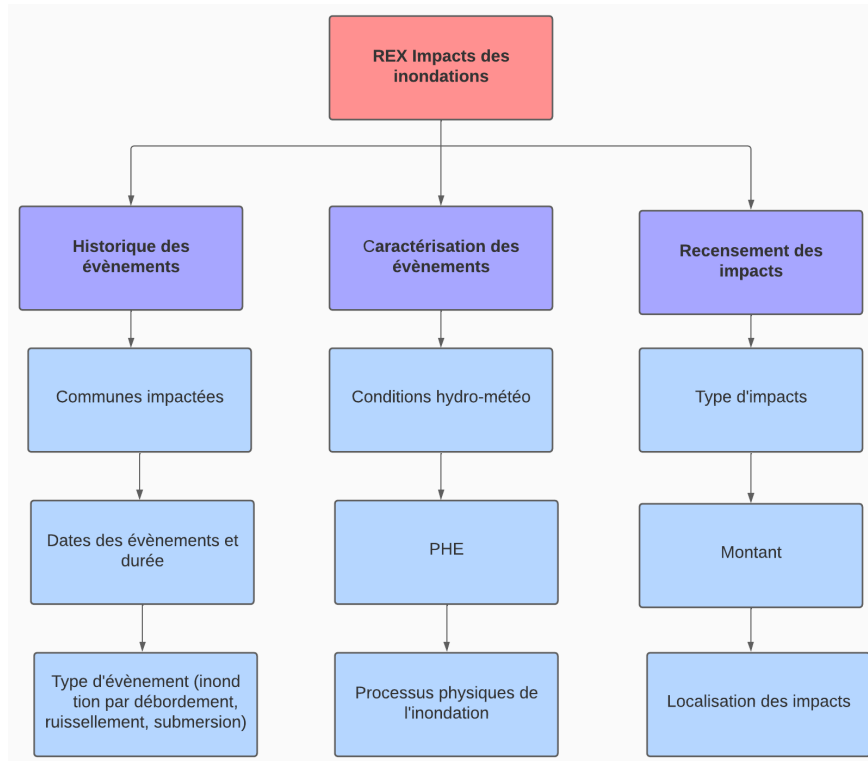 REX Impacts des
inondations
Historique des
évènements
Caractérisation des
évènements
Recensement des
impacts
Communes impactées
Conditions hydro-météo
Type d'impacts
Dates des évènements et
durée
PHE
Montant
Type d'évènement (inond
tion par débordement,
ruissellement, submersion)
Processus physiques de
l'inondation
Localisation des impacts